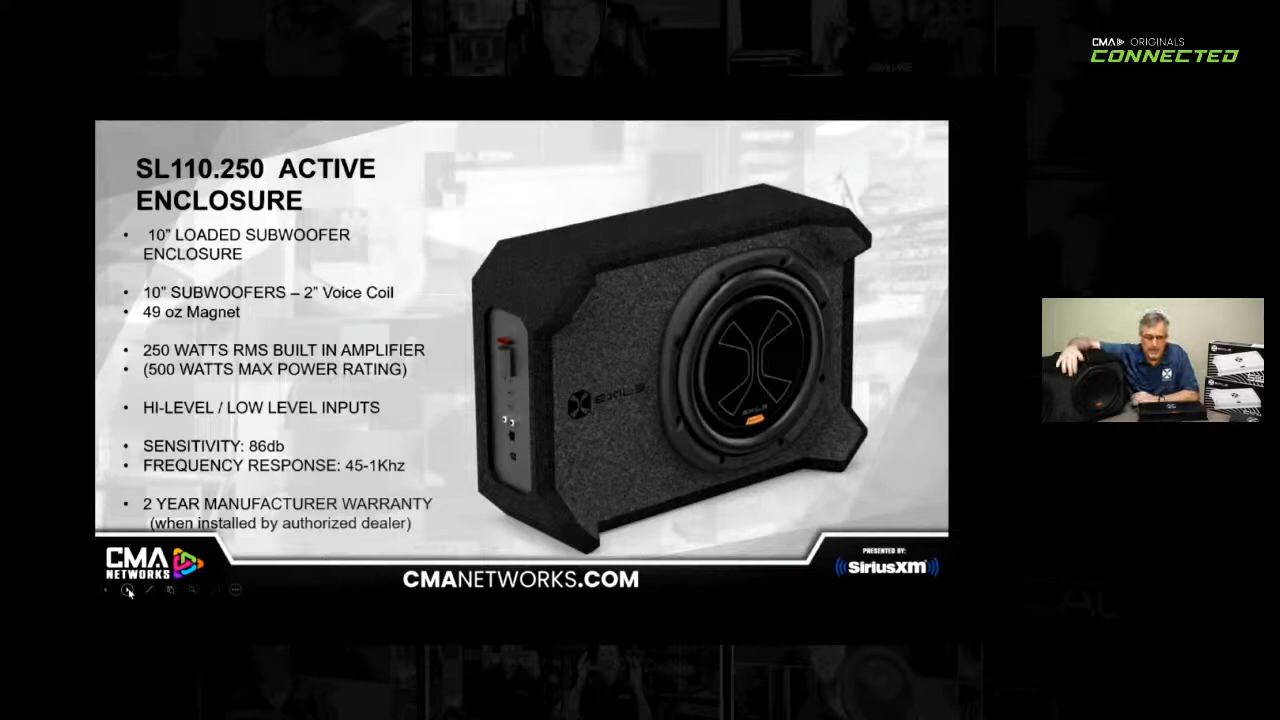 CMA ORIGINALS
CONNECTED
SL110.250 ACTIVE
ENCLOSURE
• 10” LOADED SUBWOOFER
ENCLOSURE
• 10” SUBWOOFERS – 2” Voice Coil
• 49 oz Magnet
• 250 WATTS RMS BUILT IN AMPLIFIER
• (500 WATTS MAX POWER RATING)
• HI-LEVEL / LOW LEVEL INPUTS
• SENSITIVITY: 86db
• FREQUENCY RESPONSE: 45-1Khz
• 2 YEAR MANUFACTURER WARRANTY
(when installed by authorized dealer)
EXILE
EXILE
CMA
NETWORKS
CMANETWORKS.COM
PRESENTED BY:
SiriusXM